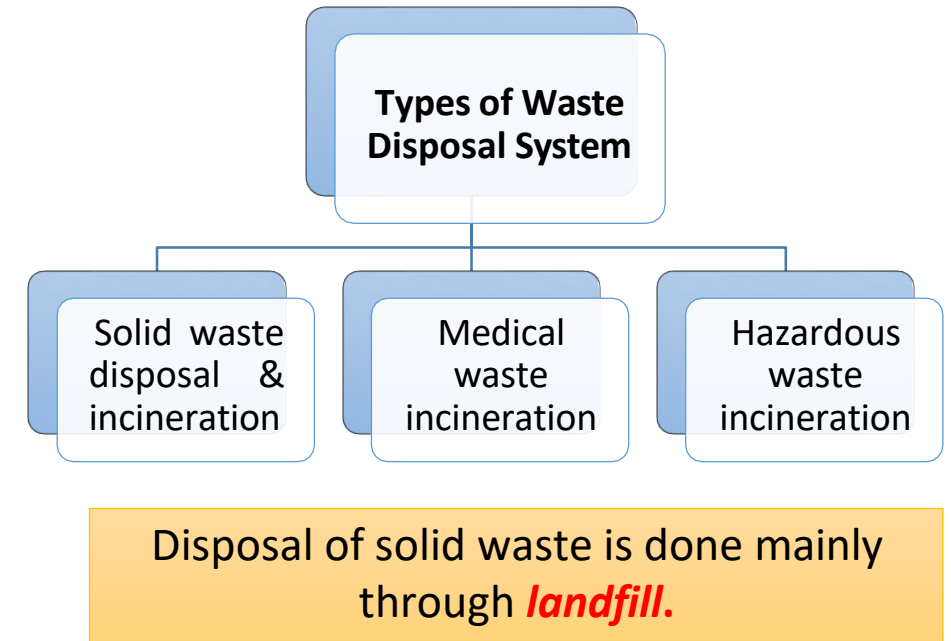 Types of Waste
Disposal System
Solid waste
disposal &
incineration
Medical
waste
incineration
Hazardous
waste
incineration
Disposal of solid waste is done mainly
through landfill.